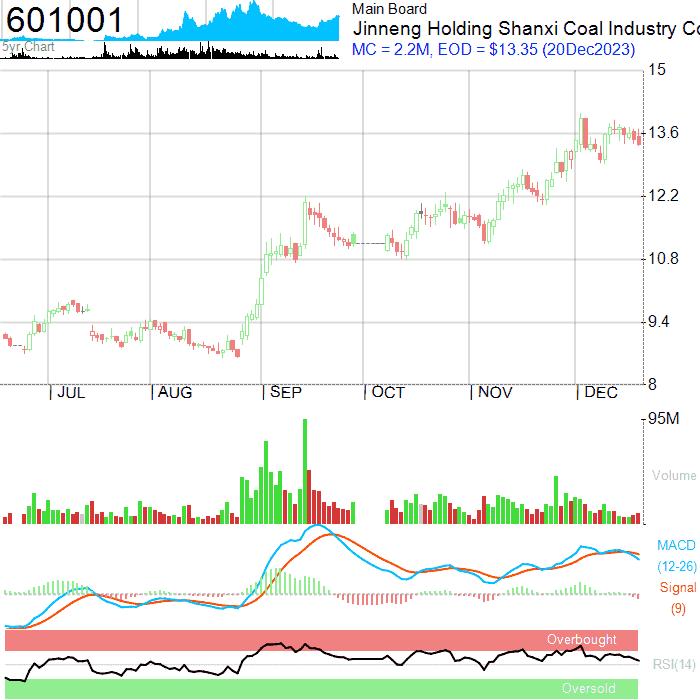 601001
5yr Chart
Main Board
Jinneng Holding Shanxi Coal Industry Co
MC = 2.2M, EOD = $13.35 (20Dec2023)
15
13.6
12.2
10.8
9.4
8
JUL
AUG
SEP
OCT
NOV
DEC
95M
Volume
MACD
(12-26)
Signal
(9)
Overbought
RSI(14)
Oversold